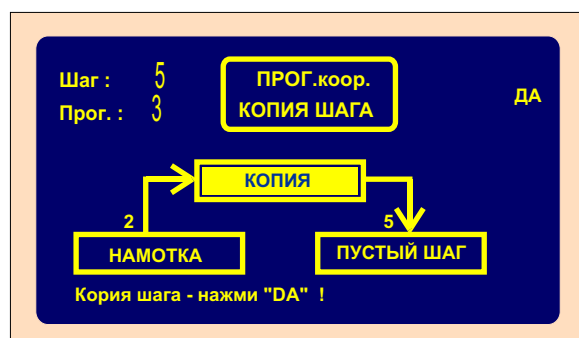 Шаг : 5
Прог. : 3
ПРОГ.коор.
КОПИЯ ШАГА
ДА
КОПИЯ
2
5
НАМОТКА
ПУСТЫЙ ШАГ
Кория шага - нажми "DA" !